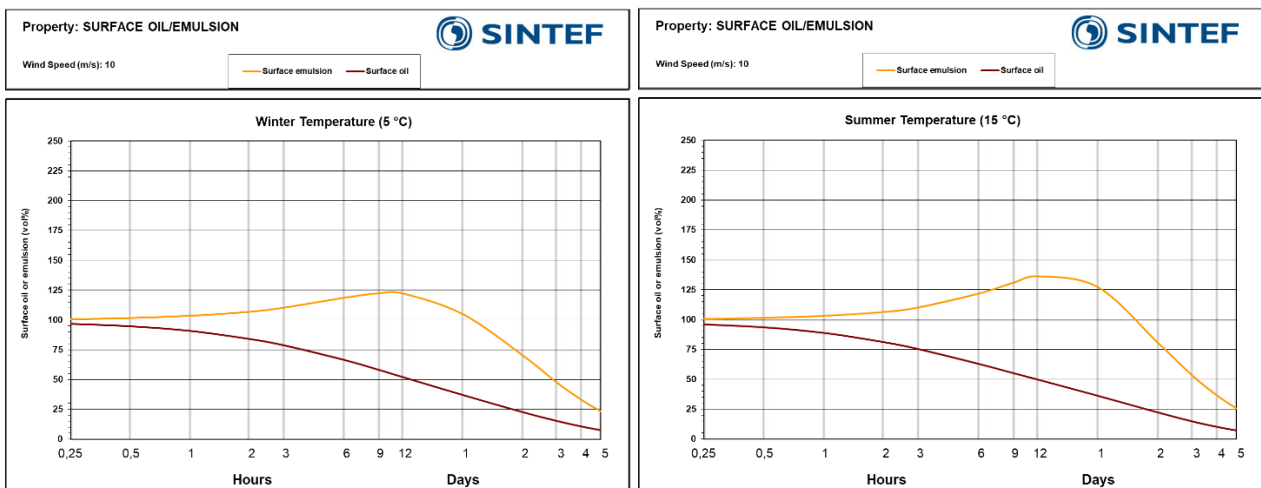 Property: SURFACE OIL/EMULSION
SINTEF
Wind Speed (m/s): 10
Surface emulsion
Surface oil
Winter Temperature (5 °C)
Surface oil or emulsion (vol%)
250
225
200
175
150
125
100
75
50
25
0
0,25 0,5 1 2 3 6 9 12 1 2 3 4 5
Hours Days
Property: SURFACE OIL/EMULSION
SINTEF
Wind Speed (m/s): 10
Surface emulsion
Surface oil
Summer Temperature (15 °C)
Surface oil or emulsion (vol%)
250
225
200
175
150
125
100
75
50
25
0
0,25 0,5 1 2 3 6 9 12 1 2 3 4 5
Hours Days